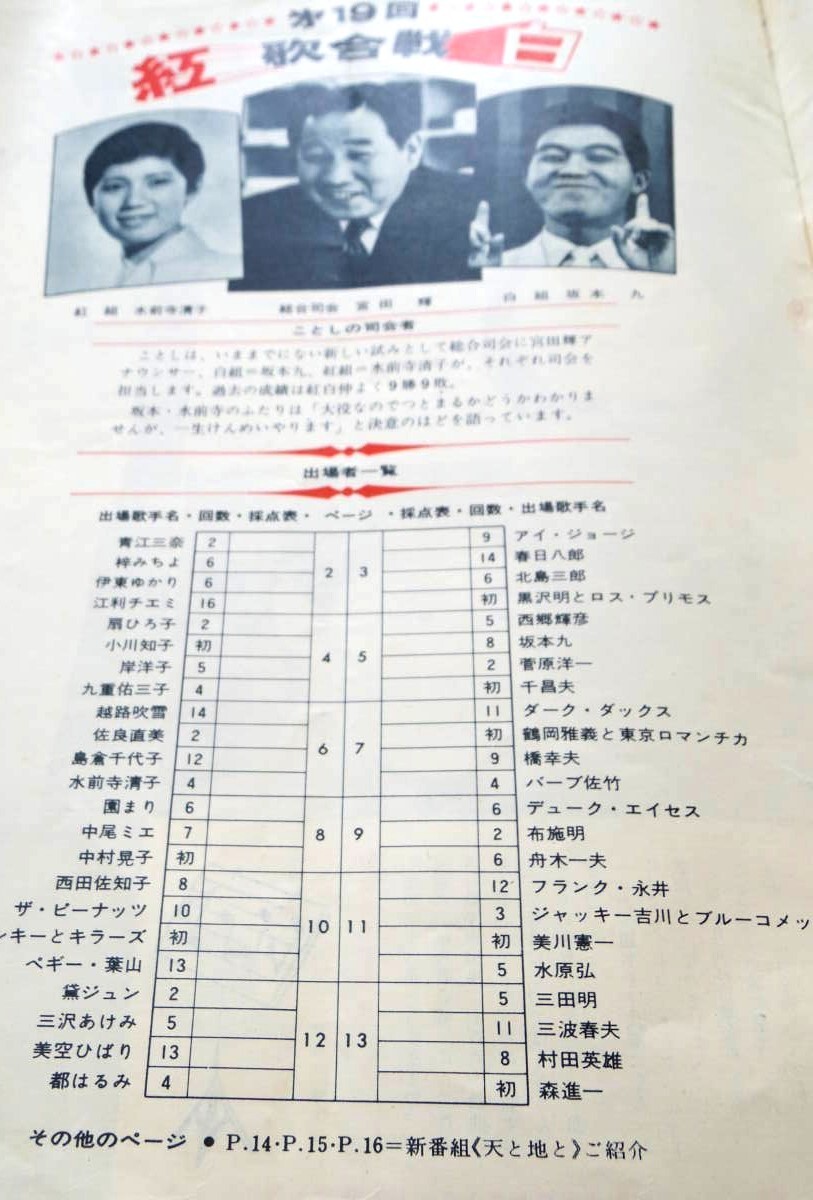 第19回
紅 歌合戦 白
紅組 水前寺清子 総合司会 宮田輝 白組 坂本九
ことしの司会者
ことしは、いままでにない新しい試みとして総合司会に宮田輝ア
ナウンサー、白組=坂本九、紅組=水前寺清子が、それぞれ司会を
担当します。過去の成績は紅白仲よく9勝9敗。
坂本・水前寺のふたりは「大役なのでつとまるかどうかわかりま
せんが、一生けんめいやります」と決意のほどを語っています。
出場者一覧
出場歌手名・回数・採点表・ページ・採点表・回数・出場歌手名
青江三奈 2 2 3 9 アイ・ジョージ
梓みちよ 6 14 春日八郎
伊東ゆかり 6 6 北島三郎
江利チエミ 16 初 黒沢明とロス・プリモス
扇ひろ子 2 4 5 5 西郷輝彦
小川知子 初 8 坂本九
岸洋子 5 2 菅原洋一
九重佑三子 4 初 千昌夫
越路吹雪 14 6 7 11 ダーク・ダックス
佐良直美 2 初 鶴岡雅義と東京ロマンチカ
島倉千代子 12 9 橋幸夫
水前寺清子 4 4 バーブ佐竹
園まり 6 8 9 6 デューク・エイセス
中尾ミエ 7 2 布施明
中村晃子 初 6 舟木一夫
西田佐知子 8 10 11 12 フランク・永井
ザ・ピーナッツ 10 3 ジャッキー吉川とブルーコメッ
ンキーとキラーズ 初 初 美川憲一
ペギー・葉山 13 5 水原弘
黛ジュン 2 12 13 5 三田明
三沢あけみ 5 11 三波春夫
美空ひばり 13 8 村田英雄
都はるみ 4 初 森進一
その他のページ ● P.14・P.15・P.16=新番組《天と地と》ご紹介